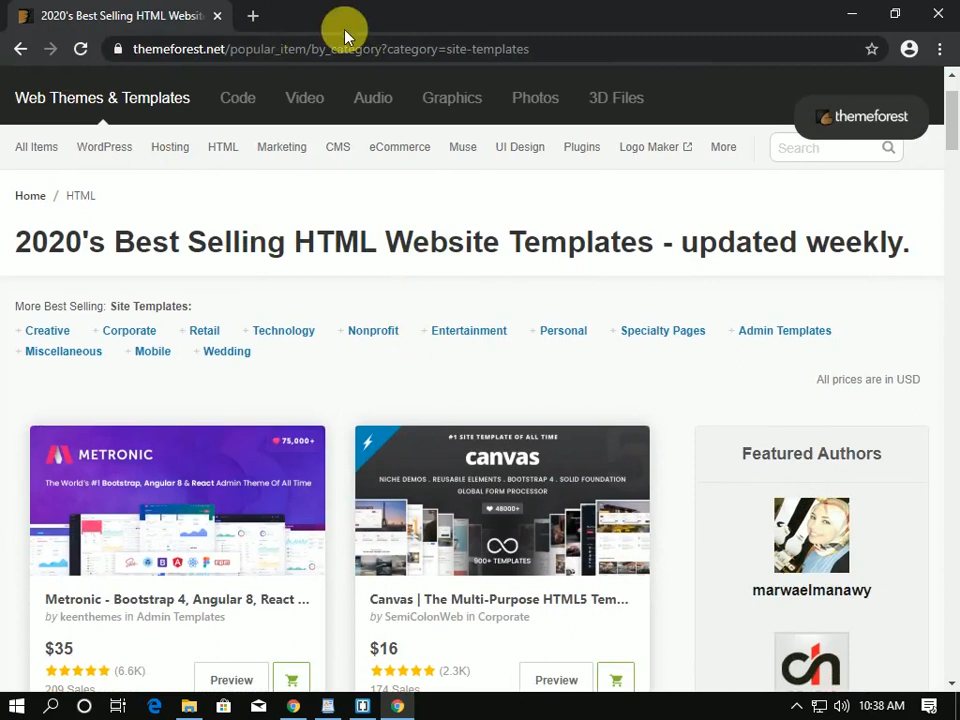 2020's Best Selling HTML Websit
themeforest.net/popular_item/by_category?category=site-templates
Web Themes & Templates Code Video Audio Graphics Photos 3D Files
themeforest
All Items WordPress Hosting HTML Marketing CMS eCommerce Muse UI Design Plugins Logo Maker More Search
Home / HTML
2020's Best Selling HTML Website Templates - updated weekly.
More Best Selling: Site Templates:
+ Creative + Corporate + Retail + Technology + Nonprofit + Entertainment + Personal + Specialty Pages + Admin Templates
+ Miscellaneous + Mobile + Wedding
All prices are in USD
METRONIC
75,000+
The World's #1 Bootstrap, Angular 8 & React Admin Theme Of All Time
#1 SITE TEMPLATE OF ALL TIME
canvas
NICHE DEMOS . REUSABLE ELEMENTS . BOOTSTRAP 4 . SOLID FOUNDATION
GLOBAL FORM PROCESSOR
48000+
900+ TEMPLATES
Featured Authors
marwaelmanawy
Metronic - Bootstrap 4, Angular 8, React ...
by keenthemes in Admin Templates
$35
(6.6K)
209 Sales
Preview
Canvas | The Multi-Purpose HTML5 Tem...
by SemiColonWeb in Corporate
$16
(2.3K)
174 Sales
Preview
10:38 AM